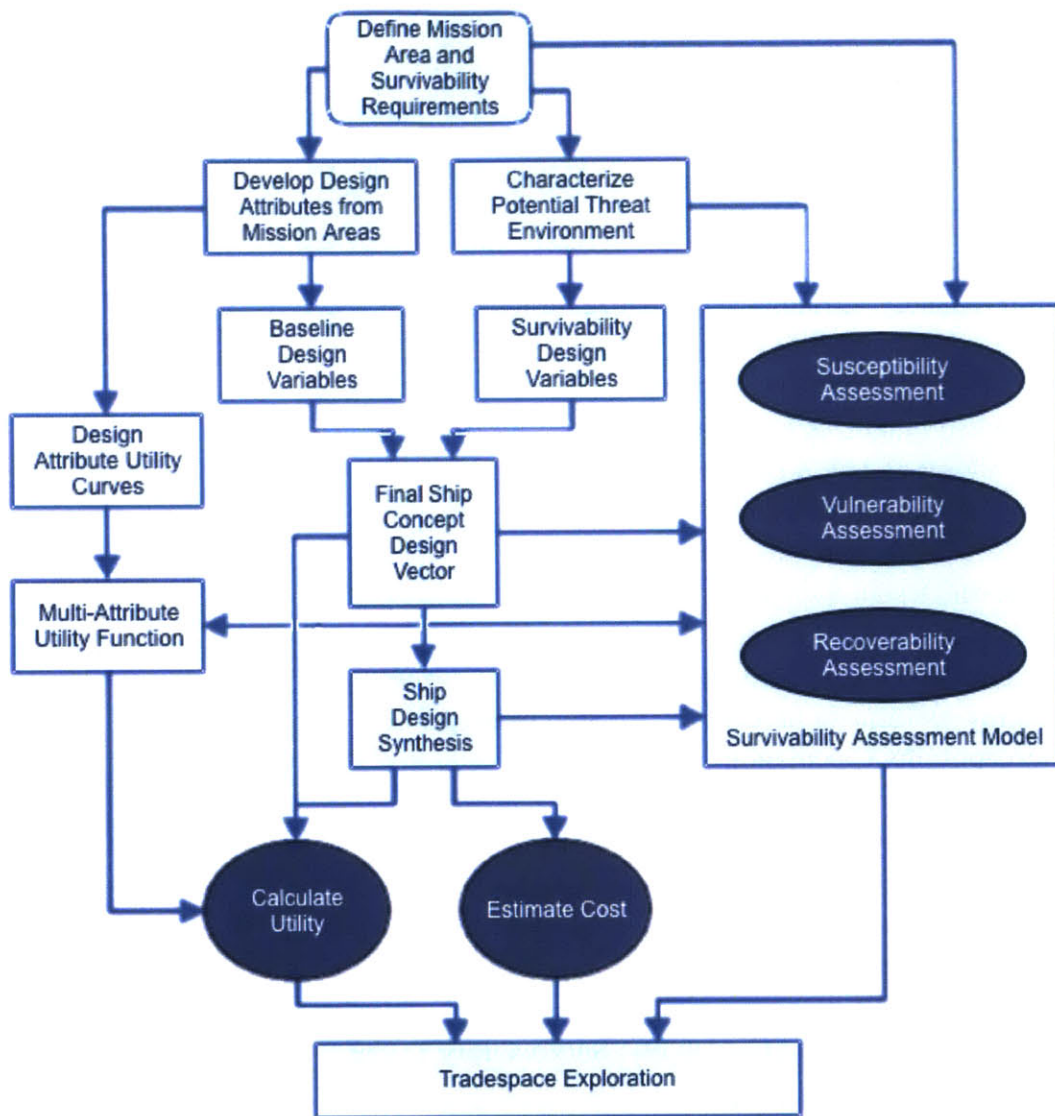 Define Mission
Area and
Survivability
Requirements
Develop Design
Attributes from
Mission Areas
Characterize
Potential Threat
Environment
Baseline
Design
Variables
Survivability
Design
Variables
Susceptibility
Assessment
Design
Attribute Utility
Curves
Final Ship
Concept
Design
Vector
Vulnerability
Assessment
Multi-Attribute
Utility Function
Recoverability
Assessment
Ship
Design
Synthesis
Survivability Assessment Model
Calculate
Utility
Estimate Cost
Tradespace Exploration